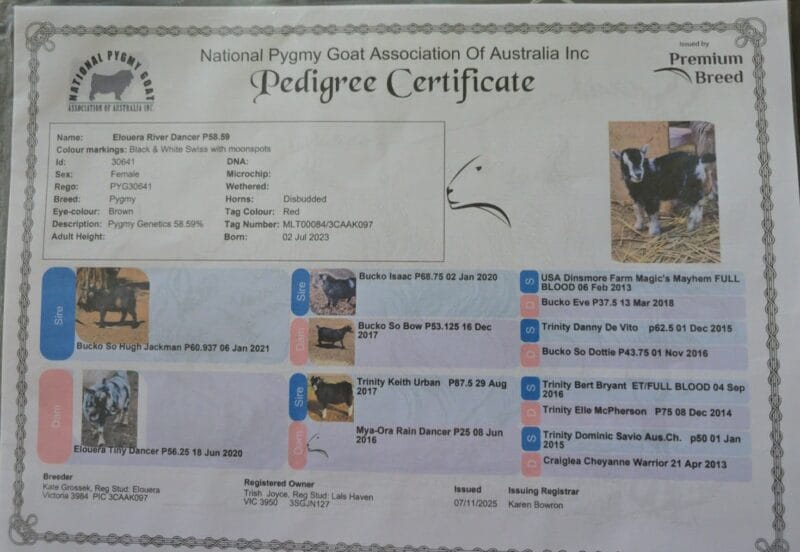 NATIONAL PYGMY GOAT
ASSOCIATION OF AUSTRALIA INC
National Pygmy Goat Association Of Australia Inc
Pedigree Certificate
Issued by
Premium
Breed
Name: Elouera River Dancer P58.59
Colour markings: Black & White Swiss with moonspots
Id: 30641 DNA:
Sex: Female Microchip:
Rego: PYG30641 Wethered:
Breed: Pygmy Horns: Disbudded
Eye-colour: Brown Tag Colour: Red
Description: Pygmy Genetics 58.59% Tag Number: MLT00084/3CAAK097
Adult Height: Born: 02 Jul 2023
Sire
Bucko So Hugh Jackman P60.937 06 Jan 2021
Sire
Bucko Isaac P68.75 02 Jan 2020
S
USA Dinsmore Farm Magic's Mayhem FULL
BLOOD 06 Feb 2013
D
Bucko Eve P37.5 13 Mar 2018
Dam
Bucko So Bow P53.125 16 Dec
2017
S
Trinity Danny De Vito p62.5 01 Dec 2015
D
Bucko So Dottie P43.75 01 Nov 2016
Dam
Elouera Tiny Dancer P56.25 18 Jun 2020
Sire
Trinity Keith Urban P87.5 29 Aug
2017
S
Trinity Bert Bryant ET/FULL BLOOD 04 Sep
2016
D
Trinity Elle McPherson P75 08 Dec 2014
Dam
Mya-Ora Rain Dancer P25 08 Jun
2016
S
Trinity Dominic Savio Aus.Ch. p50 01 Jan
2015
D
Craiglea Cheyanne Warrior 21 Apr 2013
Breeder
Kate Grossek, Reg Stud: Elouera
Victoria 3984 PIC 3CAAK097
Registered Owner
Trish Joyce, Reg Stud: Lals Haven
VIC 3950 3SGJN127
Issued
07/11/2025
Issuing Registrar
Karen Bowron